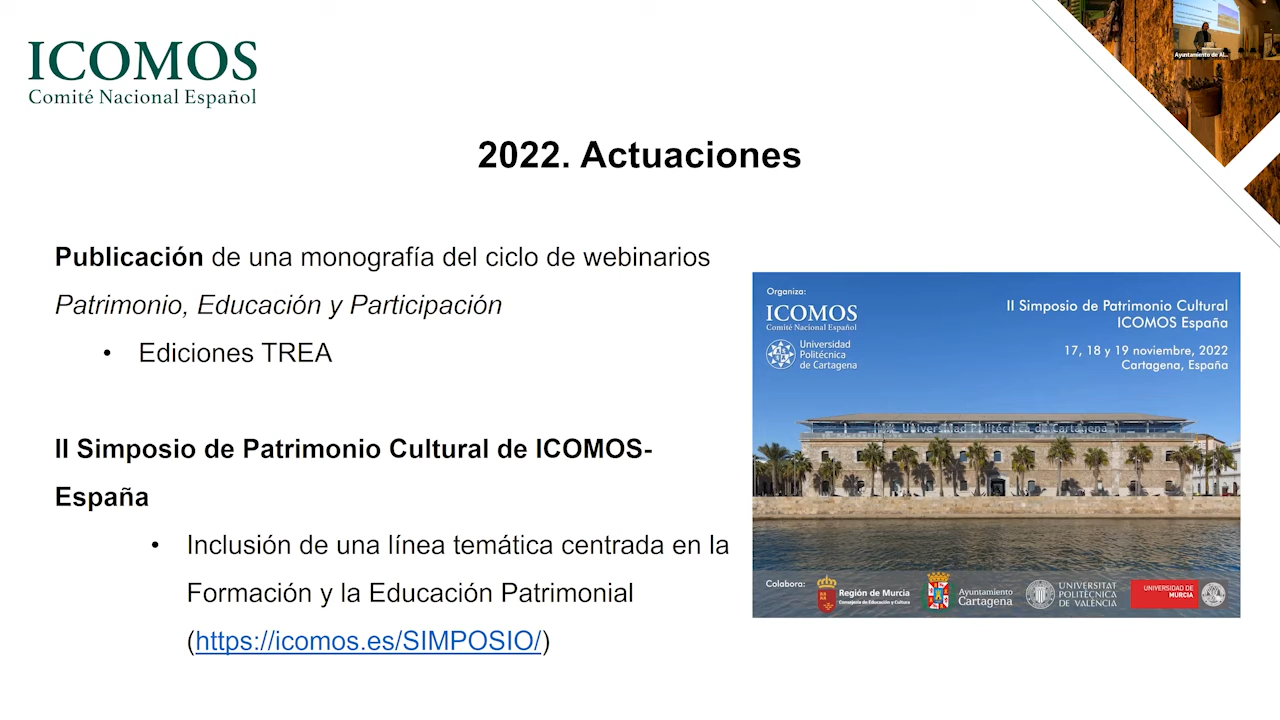 ICOMOS
Comité Nacional Español
Ayuntamiento de Al...
2022. Actuaciones
Publicación de una monografía del ciclo de webinarios
Patrimonio, Educación y Participación
• Ediciones TREA
II Simposio de Patrimonio Cultural de ICOMOS-
España
• Inclusión de una línea temática centrada en la
Formación y la Educación Patrimonial
(https://icomos.es/SIMPOSIO/)
Organiza:
ICOMOS
Comité Nacional Español
Universidad
Politécnica
de Cartagena
II Simposio de Patrimonio Cultural
ICOMOS España
17, 18 y 19 noviembre, 2022
Cartagena, España
Universidad Politécnica de Cartagena
Colabora:
Región de Murcia
Consejería de Educación y Cultura
Ayuntamiento
Cartagena
UNIVERSITAT
POLITÈCNICA
DE VALÈNCIA
UNIVERSIDAD DE
MURCIA